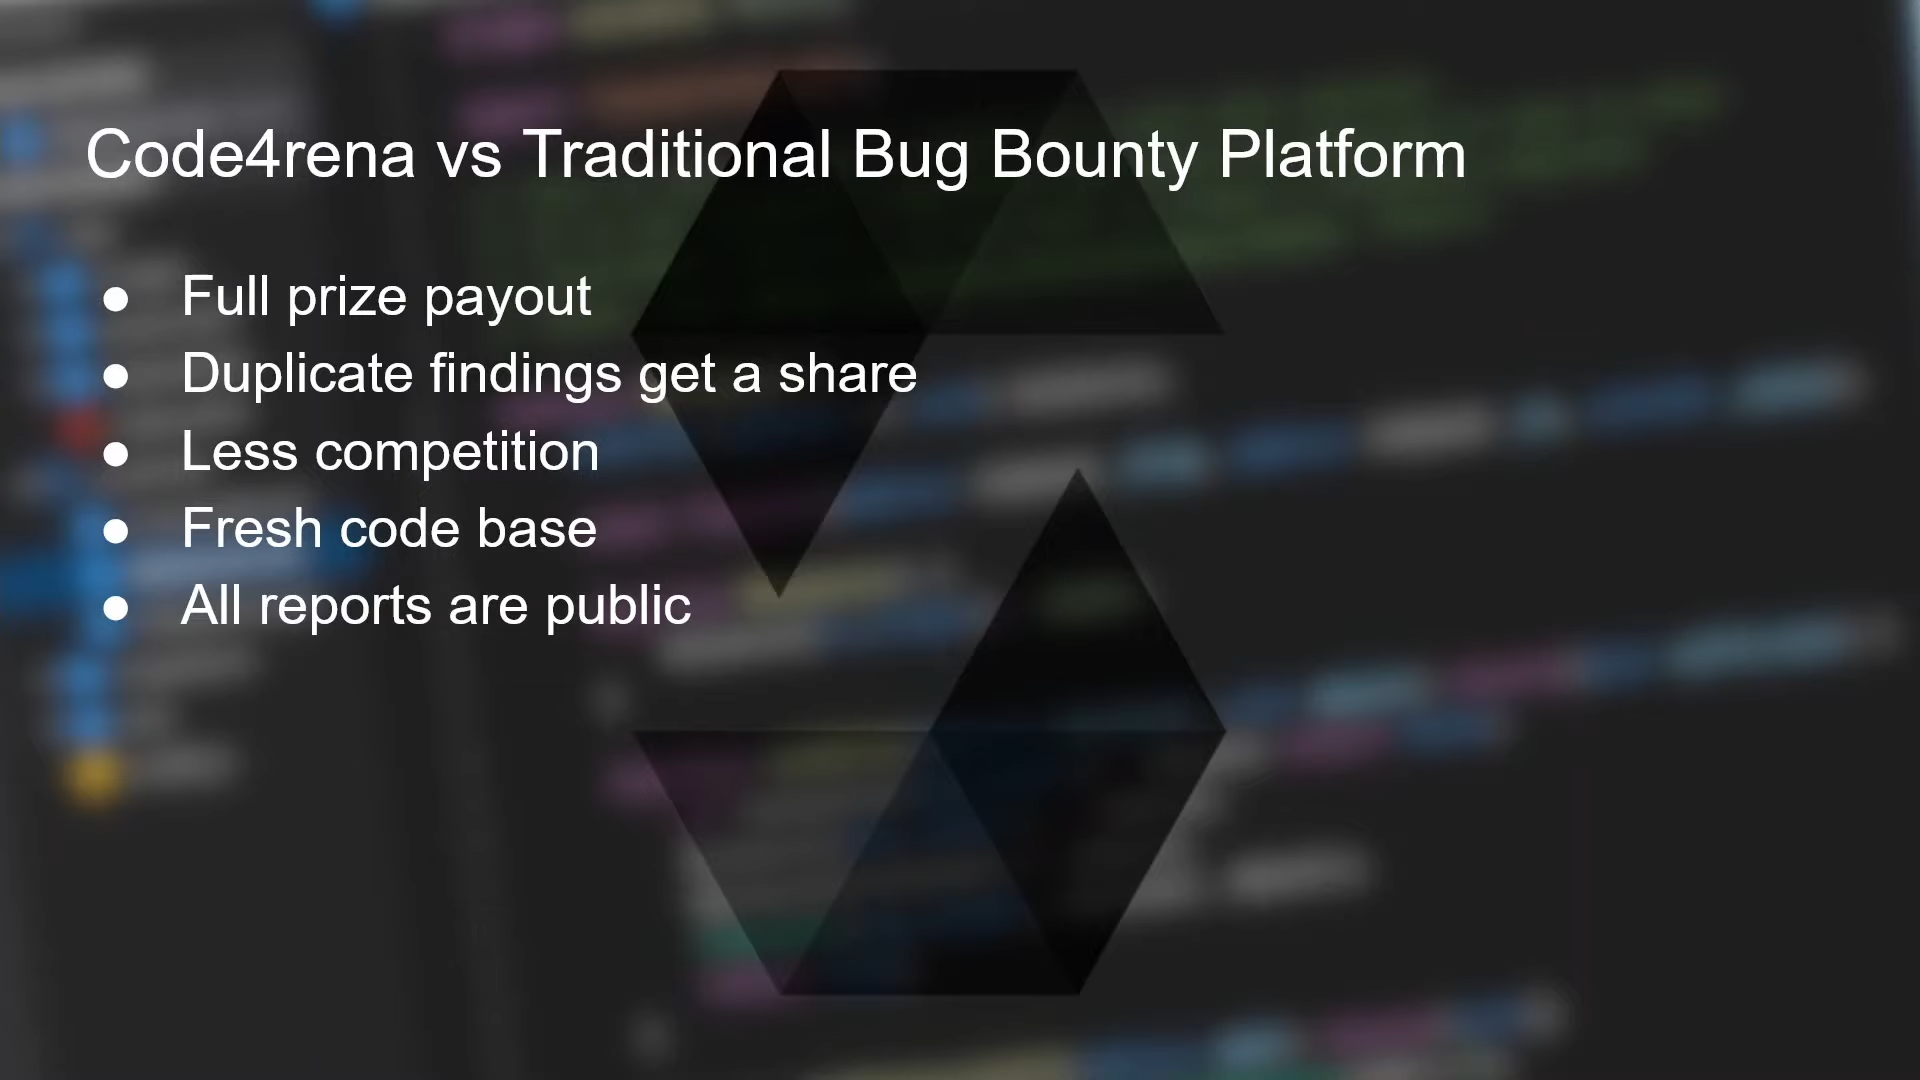 Code4rena vs Traditional Bug Bounty Platform
● Full prize payout
● Duplicate findings get a share
● Less competition
● Fresh code base
● All reports are public